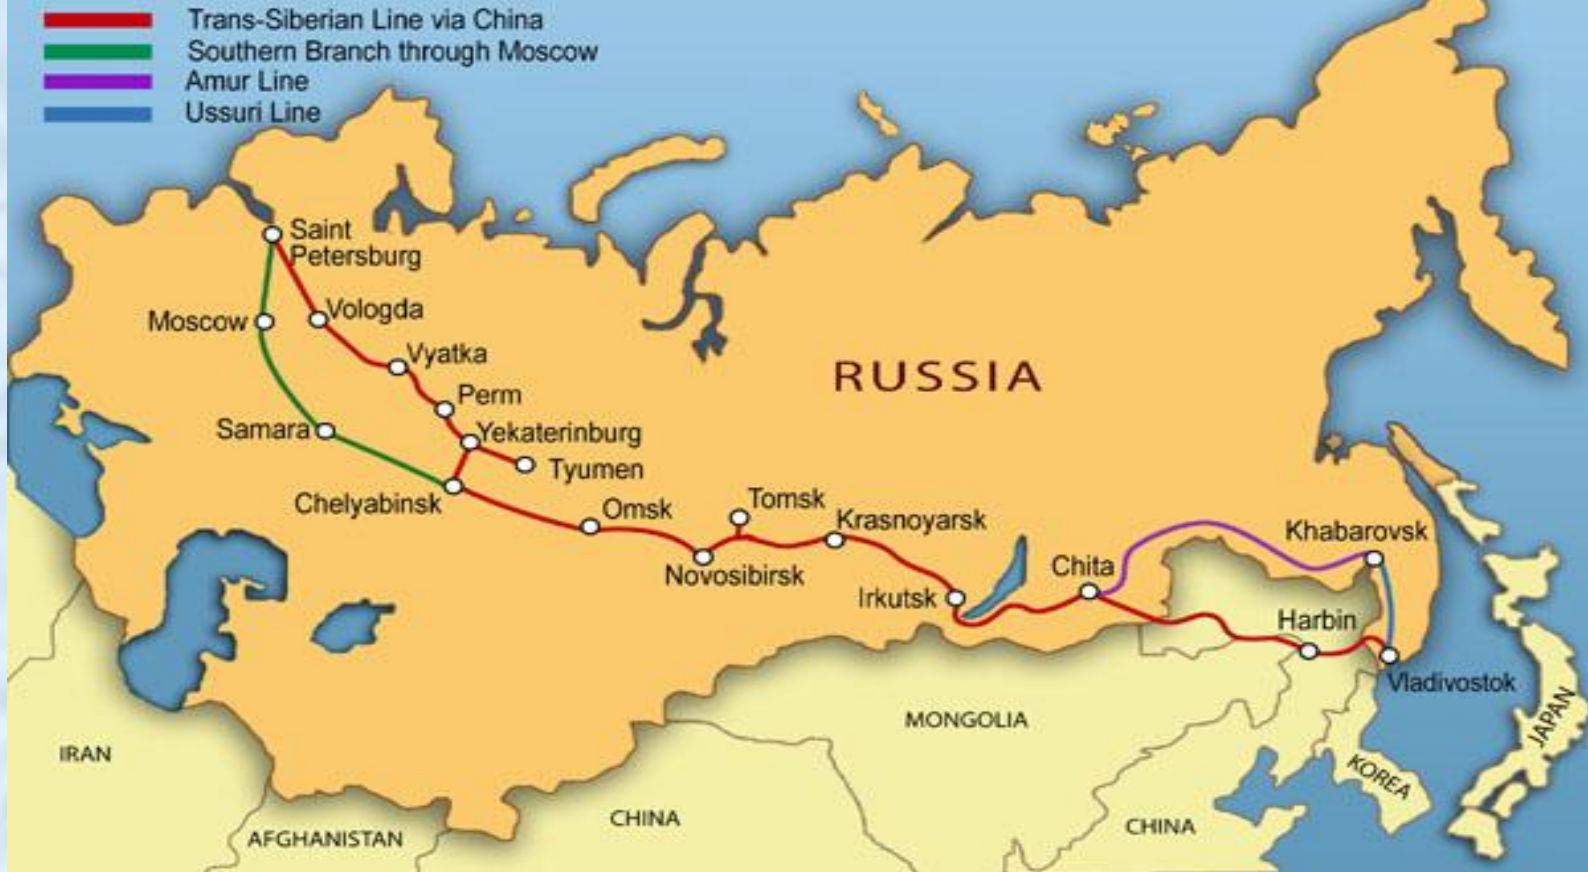 Trans-Siberian Line via China
Southern Branch through Moscow
Amur Line
Ussuri Line
Saint
Petersburg
Moscow
Vologda
Vyatka
Perm
Samara
Yekaterinburg
Tyumen
Chelyabinsk
Omsk
Tomsk
Krasnoyarsk
Novosibirsk
Irkutsk
Chita
Khabarovsk
Harbin
Vladivostok
RUSSIA
MONGOLIA
IRAN
AFGHANISTAN
CHINA
CHINA
KOREA
JAPAN